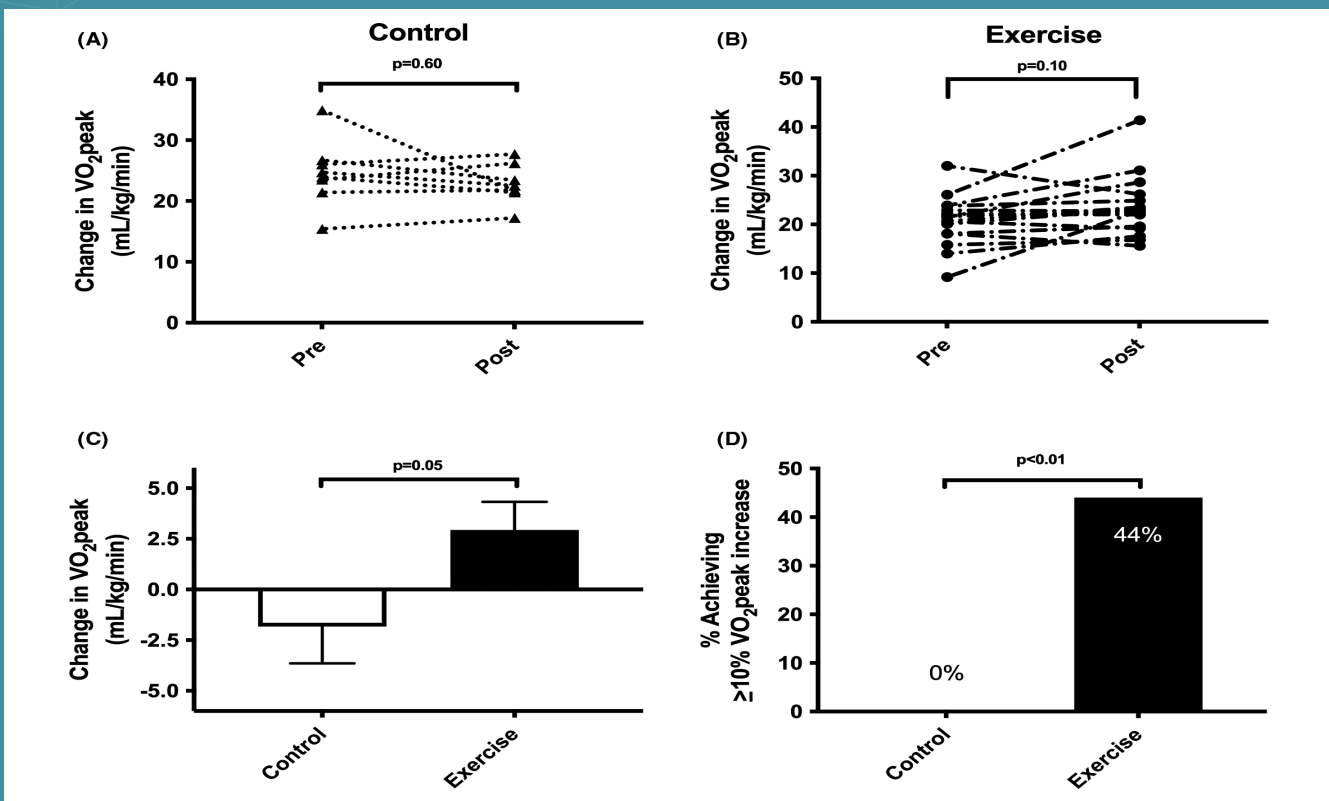 (A)
Control
p=0.60
Change in VO2peak
(mL/kg/min)
40
30
20
10
0
Pre
Post
(B)
Exercise
p=0.10
Change in VO2peak
(mL/kg/min)
50
40
30
20
10
0
Pre
Post
(C)
p=0.05
Change in VO2peak
(mL/kg/min)
5.0
2.5
0.0
-2.5
-5.0
Control
Exercise
(D)
p<0.01
% Achieving
≥10% VO2peak increase
50
40
30
20
10
0
0%
44%
Control
Exercise